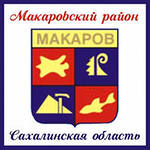 Макаровский район
МАКАРОВ
Сахалинская область